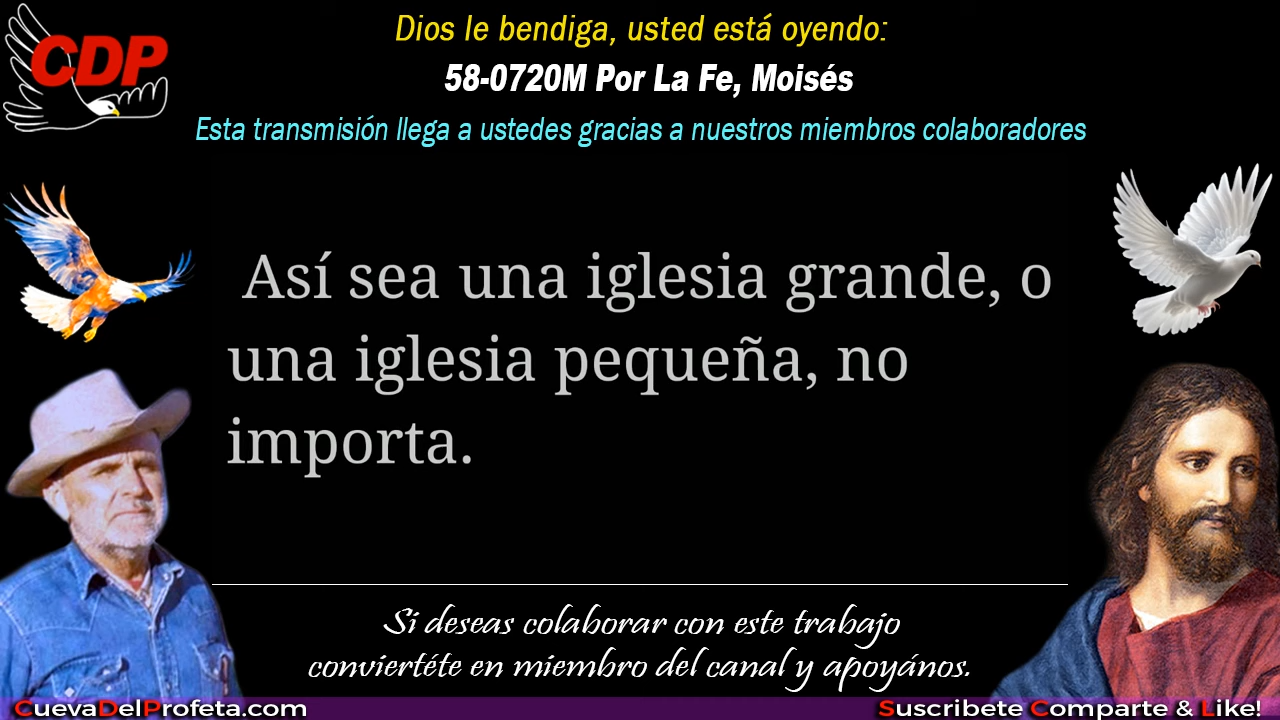 CDP
Dios le bendiga, usted está oyendo:
58-0720M Por La Fe, Moisés
Esta transmisión llega a ustedes gracias a nuestros miembros colaboradores
Así sea una iglesia grande, o
una iglesia pequeña, no
importa.
Si deseas colaborar con este trabajo
conviertéte en miembro del canal y apoyános.
CuevaDelProfeta.com
Suscribete Comparte & Like!